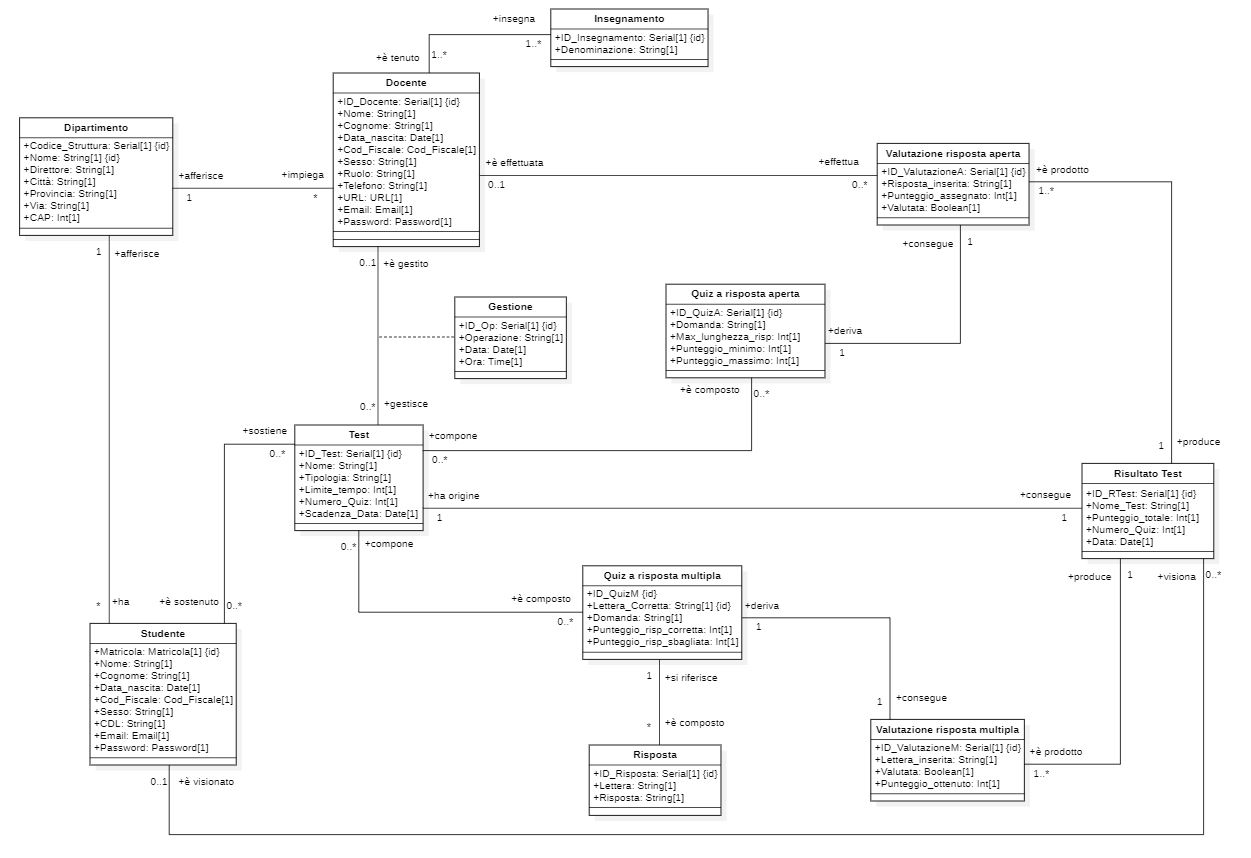 +insegna
Insegnamento
+ID_Insegnamento: Serial[1] {id}
+Denominazione: String[1]
1..*
1..*
+è tenuto
Docente
+ID_Docente: Serial[1] {id}
+Nome: String[1]
+Cognome: String[1]
+Data_nascita: Date[1]
+Cod_Fiscale: Cod_Fiscale[1]
+Sesso: String[1]
+Ruolo: String[1]
+Telefono: String[1]
+URL: URL[1]
+Email: Email[1]
+Password: Password[1]
Dipartimento
+Codice_Struttura: Serial[1] {id}
+Nome: String[1] {id}
+Direttore: String[1]
+Città: String[1]
+Provincia: String[1]
+Via: String[1]
+CAP: Int[1]
+afferisce
1
+impiega
*
+è effettuata
0..1
+effettua
0..*
Valutazione risposta aperta
+ID_ValutazioneA: Serial[1] {id}
+Risposta_inserita: String[1]
+Punteggio_assegnato: Int[1]
+Valutata: Boolean[1]
+è prodotto
1..*
+consegue
1
1
+afferisce
0..1
+è gestito
Gestione
+ID_Op: Serial[1] {id}
+Operazione: String[1]
+Data: Date[1]
+Ora: Time[1]
Quiz a risposta aperta
+ID_QuizA: Serial[1] {id}
+Domanda: String[1]
+Max_lunghezza_risp: Int[1]
+Punteggio_minimo: Int[1]
+Punteggio_massimo: Int[1]
+deriva
1
+è composto
0..*
0..*
+gestisce
+sostiene
0..*
Test
+ID_Test: Serial[1] {id}
+Nome: String[1]
+Tipologia: String[1]
+Limite_tempo: Int[1]
+Numero_Quiz: Int[1]
+Scadenza_Data: Date[1]
+compone
0..*
+ha origine
1
+consegue
1
1
+produce
Risultato Test
+ID_RTest: Serial[1] {id}
+Nome_Test: String[1]
+Punteggio_totale: Int[1]
+Numero_Quiz: Int[1]
+Data: Date[1]
0..*
+compone
+produce
1
+visiona
0..*
Quiz a risposta multipla
+ID_QuizM {id}
+Lettera_Corretta: String[1] {id}
+Domanda: String[1]
+Punteggio_risp_corretta: Int[1]
+Punteggio_risp_sbagliata: Int[1]
+è composto
0..*
+deriva
1
*
+ha
+è sostenuto
0..*
Studente
+Matricola: Matricola[1] {id}
+Nome: String[1]
+Cognome: String[1]
+Data_nascita: Date[1]
+Cod_Fiscale: Cod_Fiscale[1]
+Sesso: String[1]
+CDL: String[1]
+Email: Email[1]
+Password: Password[1]
1
+si riferisce
*
+è composto
1
+consegue
Risposta
+ID_Risposta: Serial[1] {id}
+Lettera: String[1]
+Risposta: String[1]
Valutazione risposta multipla
+ID_ValutazioneM: Serial[1] {id}
+Lettera_inserita: String[1]
+Valutata: Boolean[1]
+Punteggio_ottenuto: Int[1]
+è prodotto
1..*
0..1
+è visionato